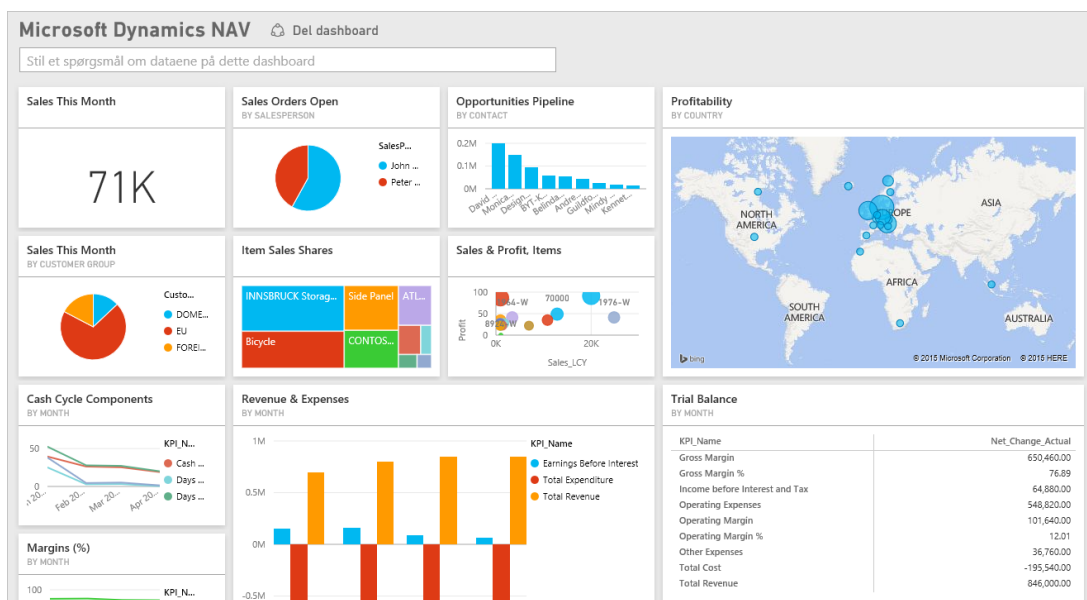 Microsoft Dynamics NAV
Del dashboard
Stil et spørgsmål om dataene på dette dashboard
Sales This Month
71K
Sales Orders Open
BY SALESPERSON
SalesP...
John ...
Peter ...
Opportunities Pipeline
BY CONTACT
0.2M
0.1M
0M
David ...
Monica...
Design...
BYT-K...
Belinda...
Andre...
Guildfo...
Mindy ...
Kennet...
Profitability
BY COUNTRY
NORTH
AMERICA
ASIA
AFRICA
SOUTH
AMERICA
AUSTRALIA
bing
© 2015 Microsoft Corporation © 2015 HERE
Sales This Month
BY CUSTOMER GROUP
Custo...
DOME...
EU
FOREI...
Item Sales Shares
INNSBRUCK Storag...
Side Panel
ATL...
Bicycle
CONTOS...
Sales & Profit, Items
100
50
0
Profit
70000
1976-W
0K
20K
Sales_LCY
Cash Cycle Components
BY MONTH
50
0
Feb 20...
Mar 20...
Apr 20...
KPI_N...
Cash ...
Days ...
Days ...
Revenue & Expenses
BY MONTH
1M
0.5M
0M
-0.5M
KPI_Name
Earnings Before Interest
Total Expenditure
Total Revenue
Trial Balance
BY MONTH
KPI_Name Net_Change_Actual
Gross Margin 650,460.00
Gross Margin % 76.89
Income before Interest and Tax 64,880.00
Operating Expenses 548,820.00
Operating Margin 101,640.00
Operating Margin % 12.01
Other Expenses 36,760.00
Total Cost -195,540.00
Total Revenue 846,000.00
Margins (%)
BY MONTH
100
KPI_N...